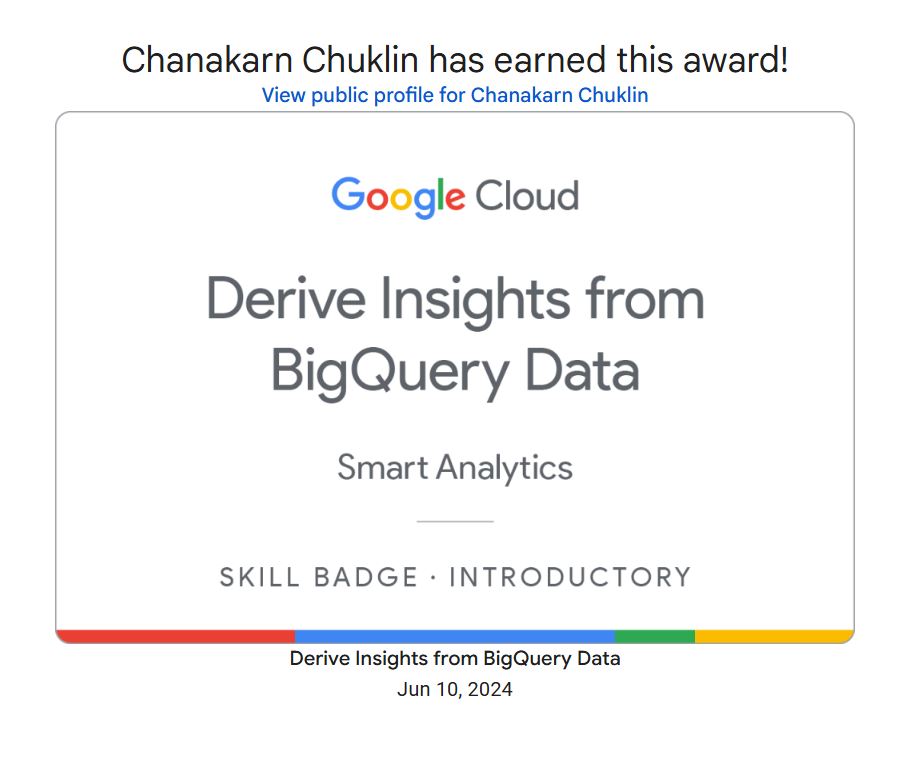 Chanakarn Chuklin has earned this award!
View public profile for Chanakarn Chuklin
Google Cloud
Derive Insights from
BigQuery Data
Smart Analytics
SKILL BADGE · INTRODUCTORY
Derive Insights from BigQuery Data
Jun 10, 2024